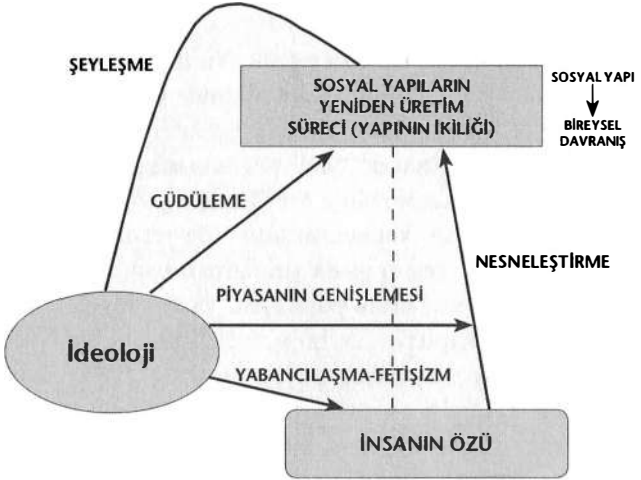 ŞEYLEŞME
SOSYAL YAPILARIN
YENİDEN ÜRETİM
SÜRECİ (YAPININ İKİLİĞİ)
SOSYAL YAPI
BİREYSEL
DAVRANIŞ
GÜDÜLEME
NESNELEŞTİRME
PİYASANIN GENİŞLEMESİ
İdeoloji
YABANCILAŞMA-FETİŞİZM
İNSANIN ÖZÜ